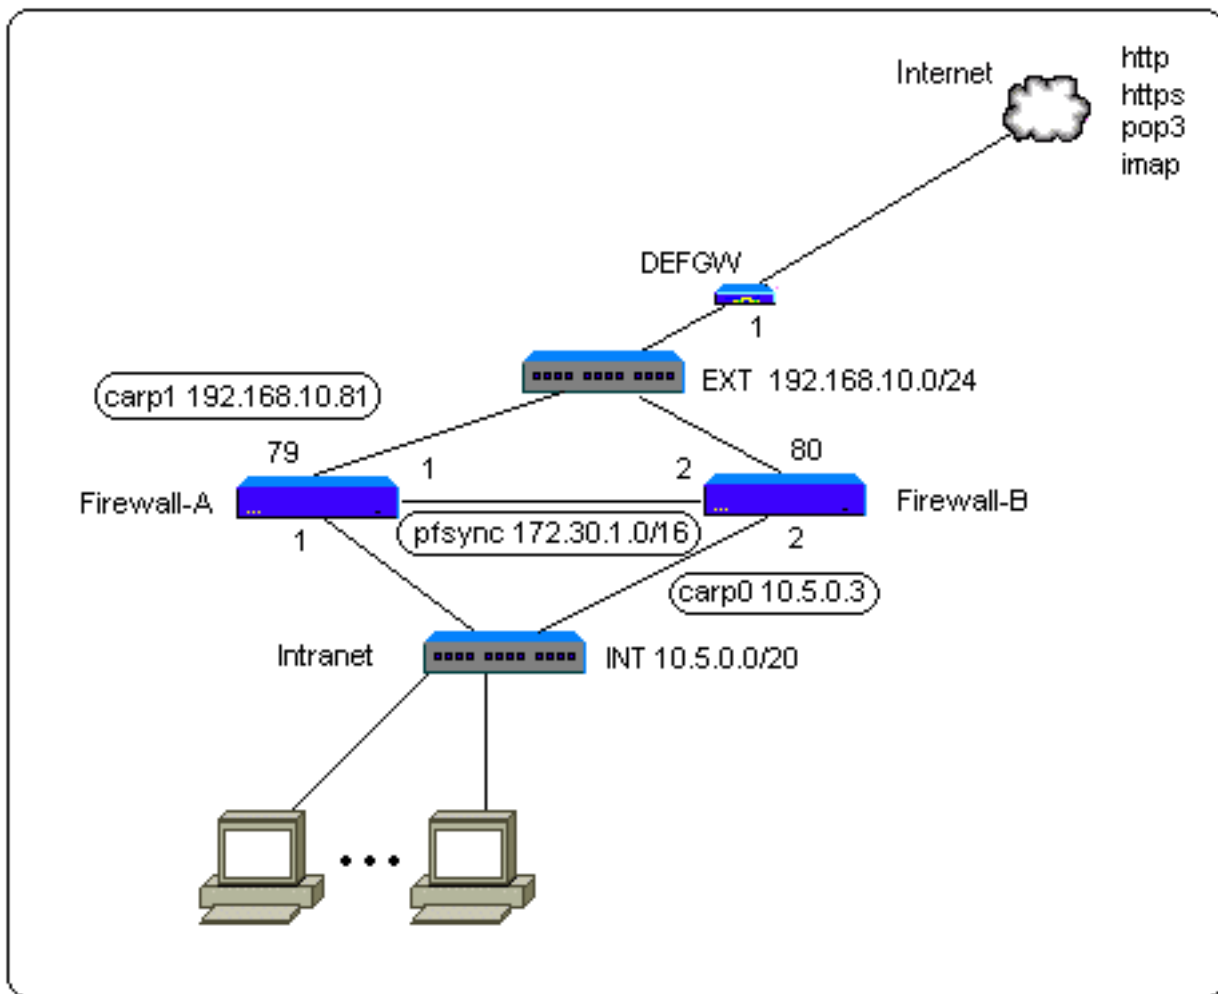 Internet
http
https
pop3
imap
DEFGW
1
EXT 192.168.10.0/24
carp1 192.168.10.81
79
1
2
80
Firewall-A
Firewall-B
1
pfsync 172.30.1.0/16
2
carp0 10.5.0.3
Intranet
INT 10.5.0.0/20